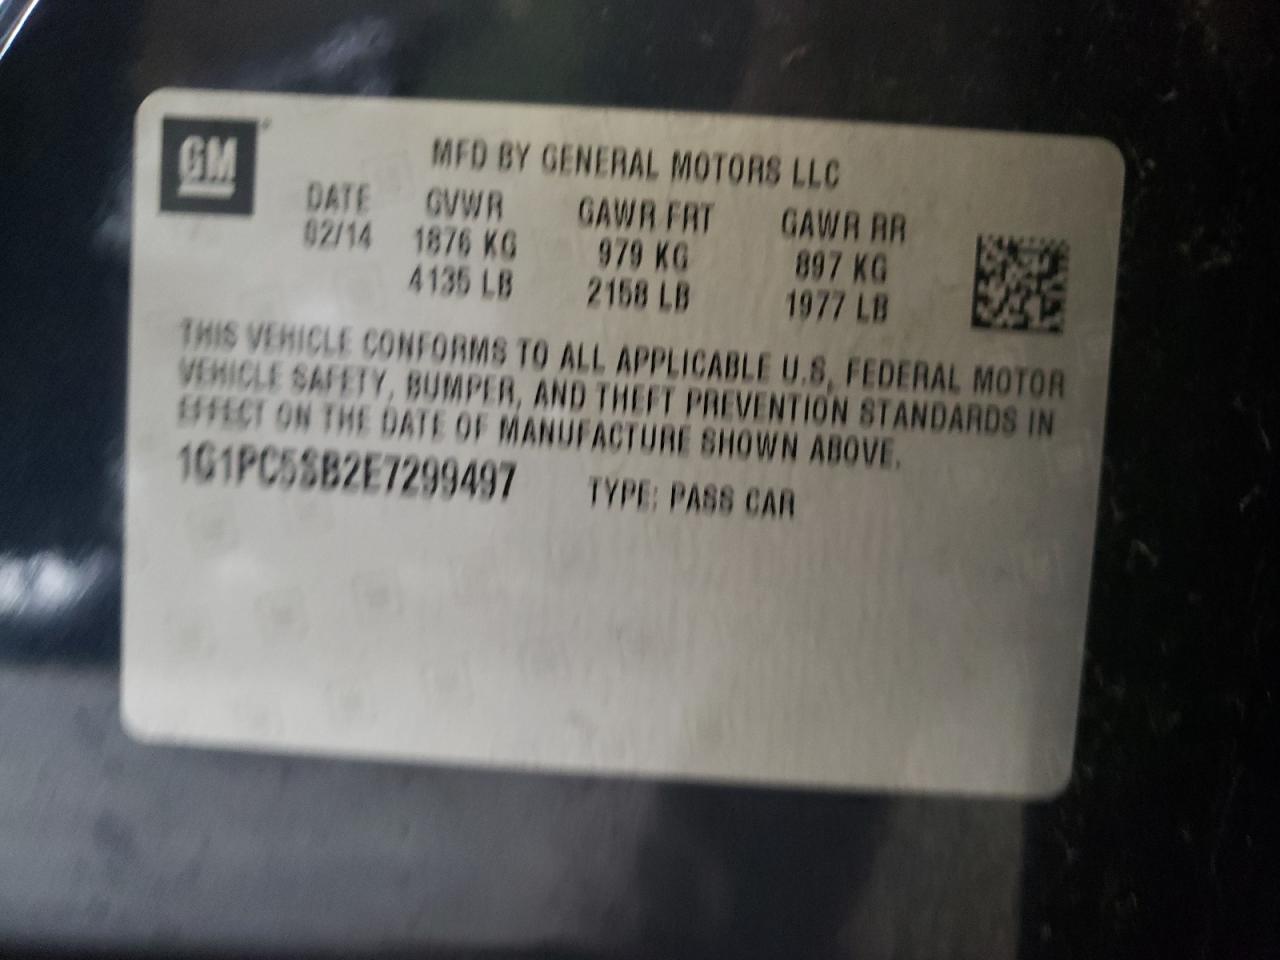 GM
MFD BY GENERAL MOTORS LLC
DATE GVWR GAWR FRT GAWR RR
02/14 1876 KG 979 KG 897 KG
4135 LB 2158 LB 1977 LB
THIS VEHICLE CONFORMS TO ALL APPLICABLE U.S. FEDERAL MOTOR
VEHICLE SAFETY, BUMPER, AND THEFT PREVENTION STANDARDS IN
EFFECT ON THE DATE OF MANUFACTURE SHOWN ABOVE.
1G1PC5SB2E7299497 TYPE: PASS CAR